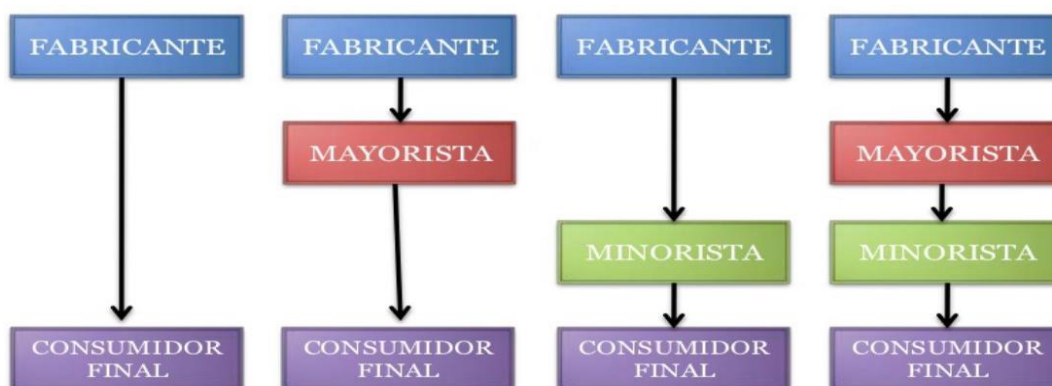 FABRICANTE
FABRICANTE
FABRICANTE
FABRICANTE
MAYORISTA
MAYORISTA
MINORISTA
MINORISTA
CONSUMIDOR
FINAL
CONSUMIDOR
FINAL
CONSUMIDOR
FINAL
CONSUMIDOR
FINAL